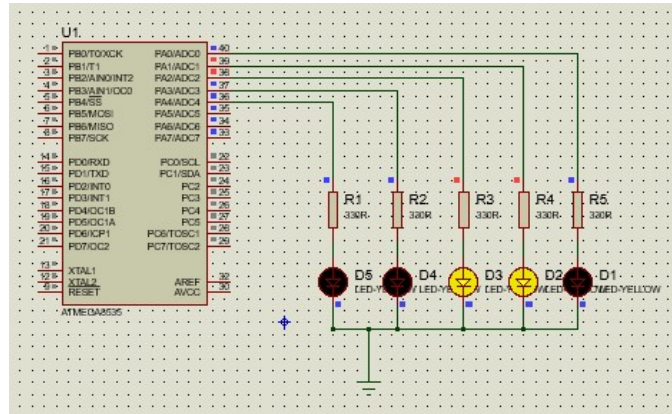 U1
1 PB0/T0/XCK PA0/ADC0 40
2 PB1/T1 PA1/ADC1 39
3 PB2/AIN0/INT2 PA2/ADC2 38
4 PB3/AIN1/OC0 PA3/ADC3 37
5 PB4/SS PA4/ADC4 36
6 PB5/MOSI PA5/ADC5 35
7 PB6/MISO PA6/ADC6 34
8 PB7/SCK PA7/ADC7 33
14 PD0/RXD PC0/SCL 22
15 PD1/TXD PC1/SDA 23
16 PD2/INT0 PC2 24
17 PD3/INT1 PC3 25
18 PD4/OC1B PC4 26
19 PD5/OC1A PC5 27
20 PD6/ICP1 PC6/TOSC1 28
21 PD7/OC2 PC7/TOSC2 29
13 XTAL1
12 XTAL2 AREF 32
9 RESET AVCC 30
ATMEGA8535
R1 R2 R3 R4 R5
330R 330R 330R 330R 330R
D5 D4 D3 D2 D1
LED-YELLOW